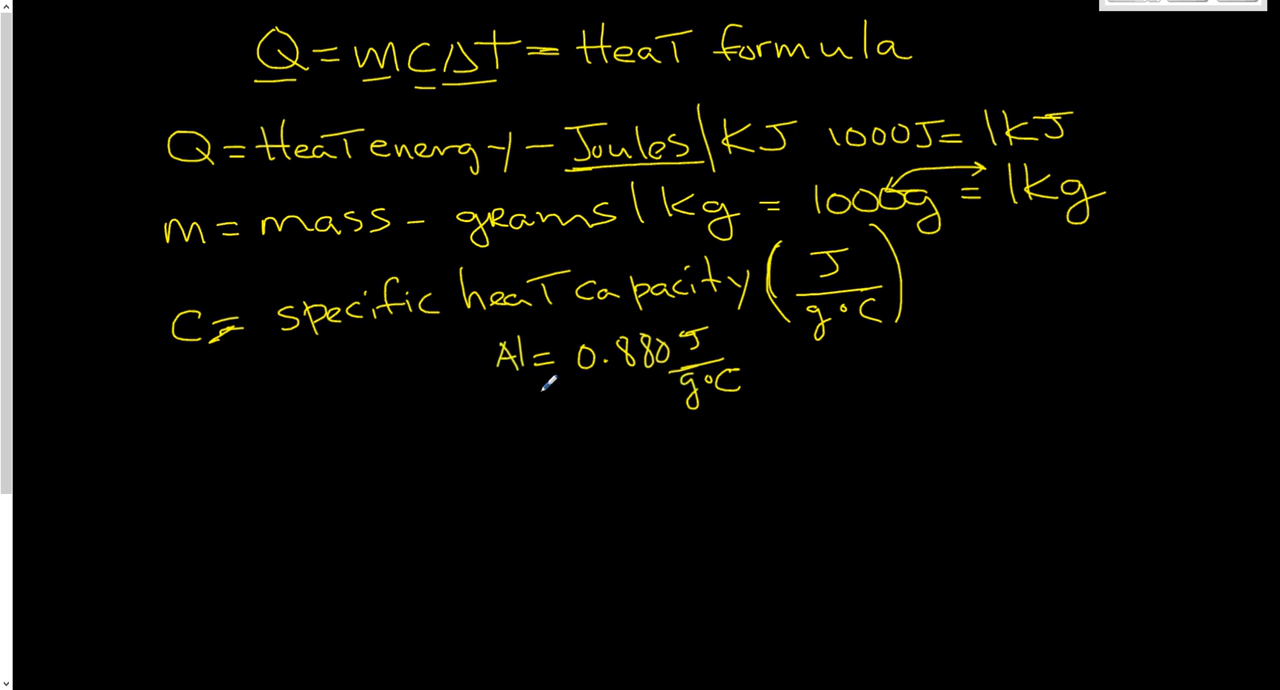 Q = mcΔt = HeaT formula
Q = HeaT energy - Joules / KJ 1000J = 1KJ
m = mass - grams / kg = 1000g = 1kg
C = specific heaT capacity (J/g°C)
Al = 0.880 J/g°C